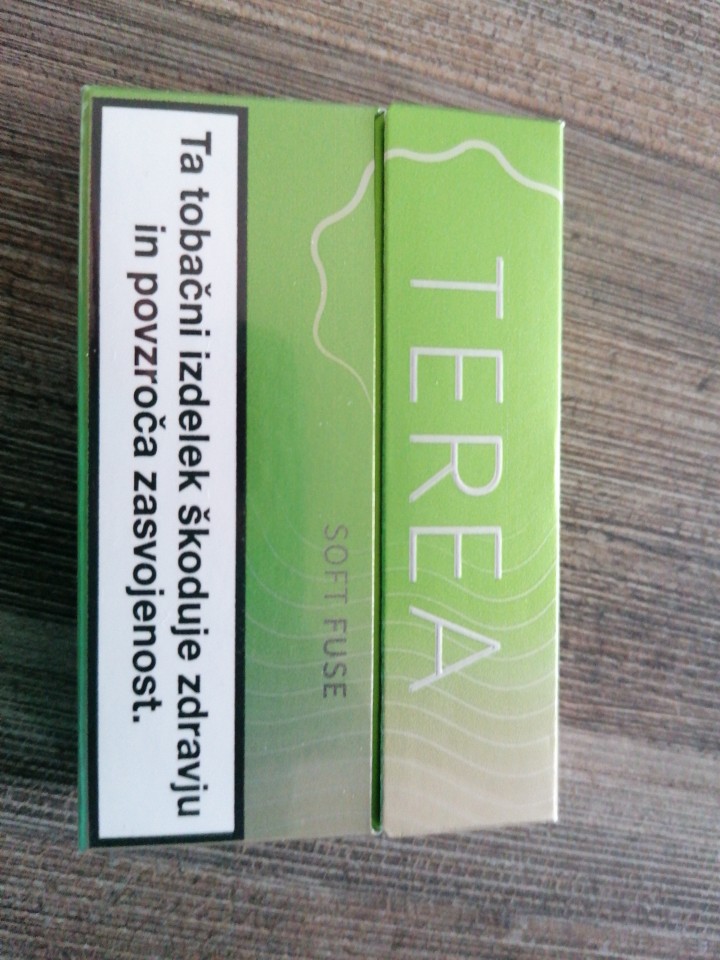 TEREA
SOFT FUSE
Ta tobačni izdelek škoduje zdravju
in povzroča zasvojenost.